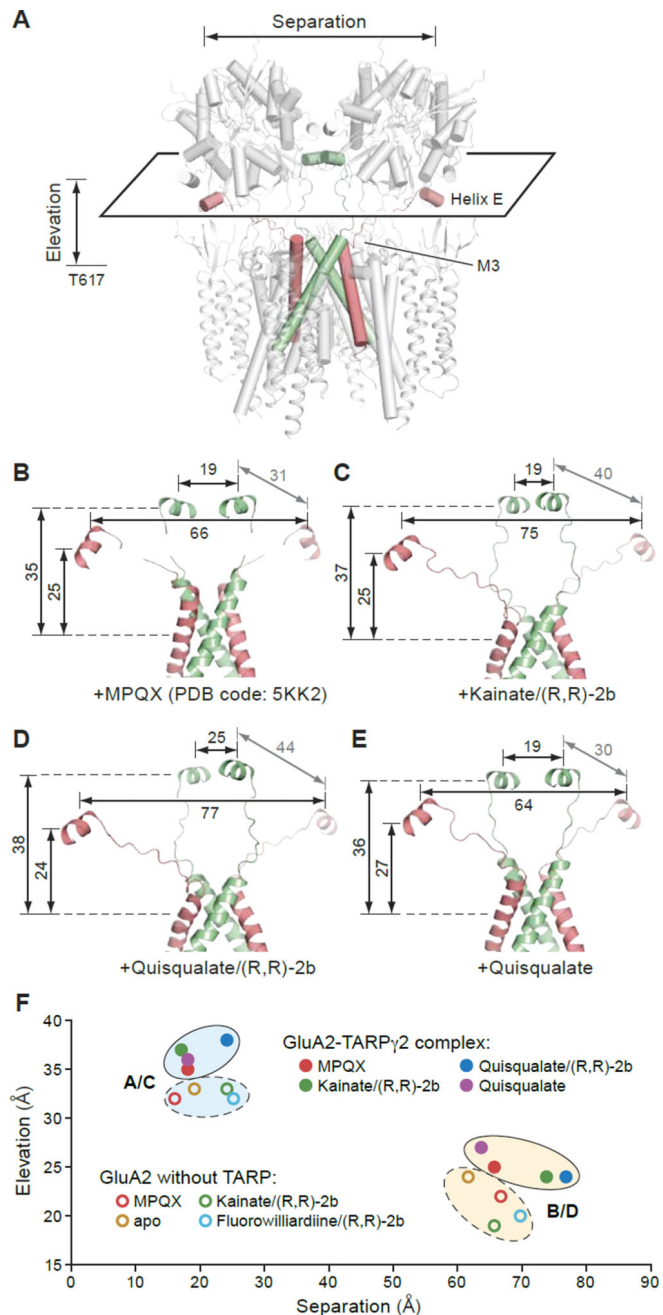 A
Separation
Elevation
T617
Helix E
M3
B
19
31
66
35
25
+MPQX (PDB code: 5KK2)
C
19
40
75
37
25
+Kainate/(R,R)-2b
D
25
44
77
38
24
+Quisqualate/(R,R)-2b
E
19
30
64
36
27
+Quisqualate
F
40
35
30
25
20
15
Elevation (Å)
A/C
B/D
GluA2-TARPγ2 complex:
MPQX
Quisqualate/(R,R)-2b
Kainate/(R,R)-2b
Quisqualate
GluA2 without TARP:
MPQX
Kainate/(R,R)-2b
apo
Fluorowilliardiine/(R,R)-2b
0 10 20 30 40 50 60 70 80 90
Separation (Å)